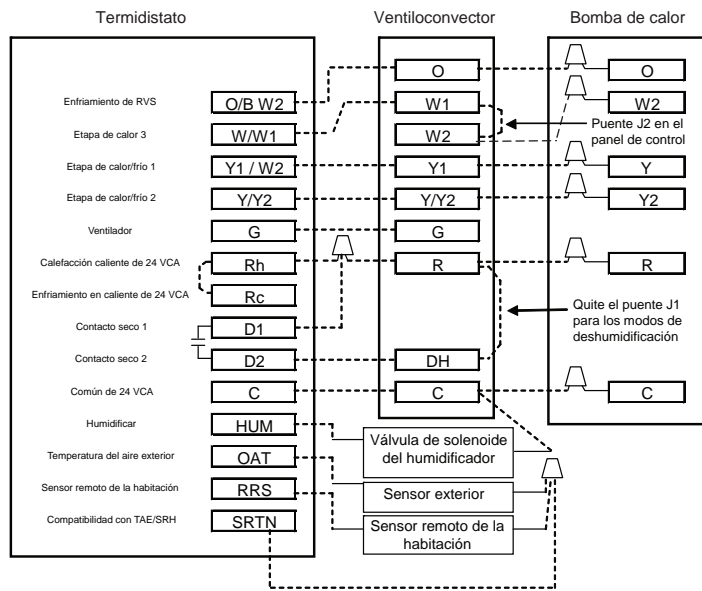 Termidistato
Ventiloconvector
Bomba de calor
O
O
Enfriamiento de RVS
O/B W2
W1
W2
Etapa de calor 3
W/W1
W2
Puente J2 en el
panel de control
Etapa de calor/frío 1
Y1 / W2
Y1
Y
Etapa de calor/frío 2
Y/Y2
Y/Y2
Y2
Ventilador
G
G
Calefacción caliente de 24 VCA
Rh
R
R
Enfriamiento en caliente de 24 VCA
Rc
Quite el puente J1
para los modos de
deshumidificación
Contacto seco 1
D1
Contacto seco 2
D2
DH
Común de 24 VCA
C
C
C
Humidificar
HUM
Válvula de solenoide
del humidificador
Temperatura del aire exterior
OAT
Sensor exterior
Sensor remoto de la habitación
RRS
Sensor remoto de la
habitación
Compatibilidad con TAE/SRH
SRTN